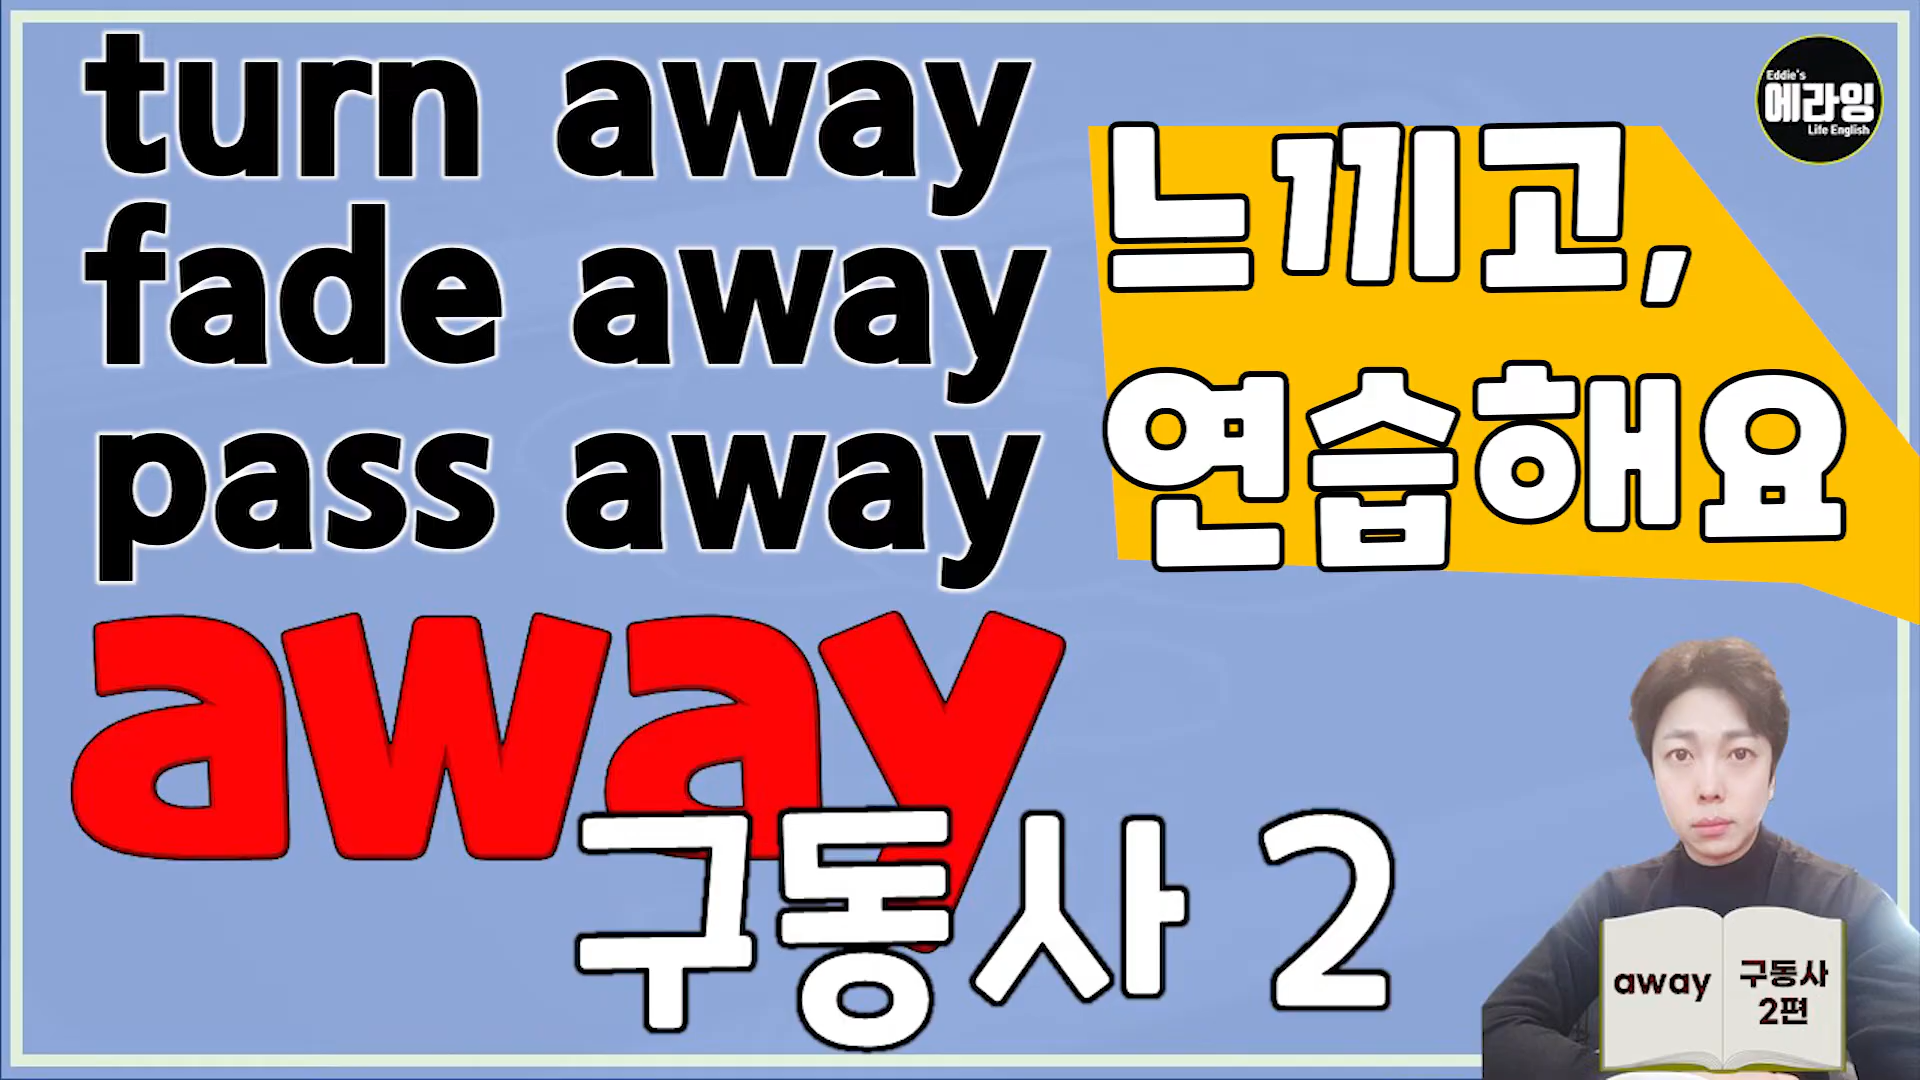 turn away
fade away
pass away
away
구동사 2
느끼고,
연습해요
Eddie's
에라잉
Life English
away
구동사
2편